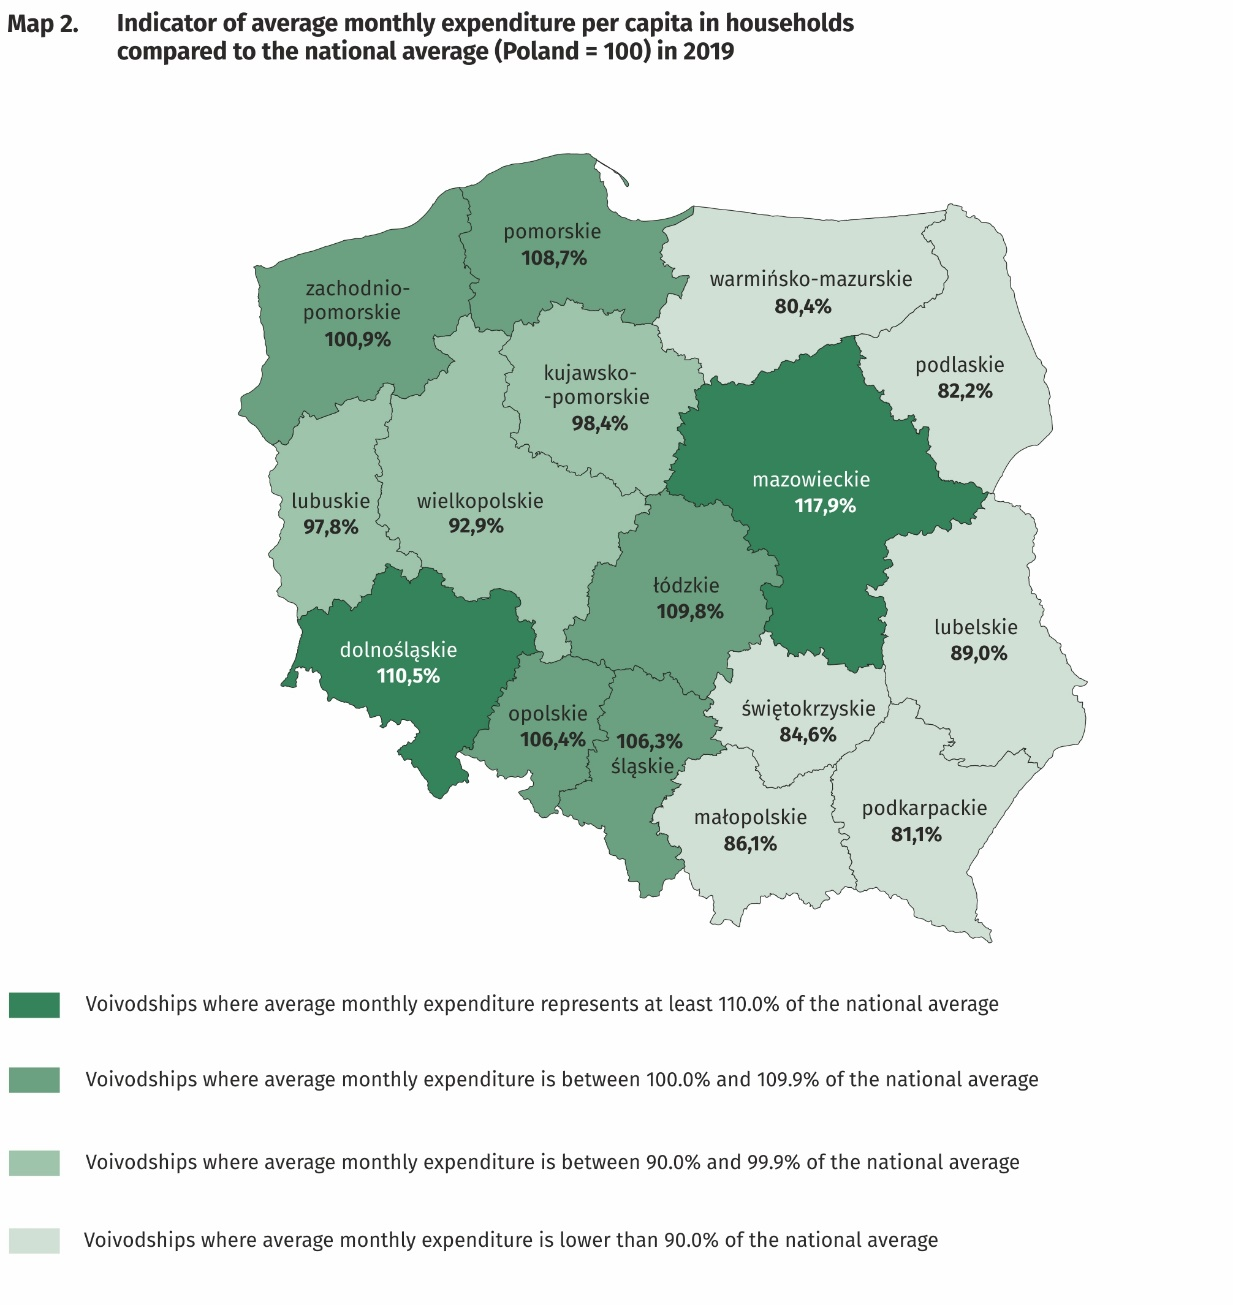 Map 2. Indicator of average monthly expenditure per capita in households
compared to the national average (Poland = 100) in 2019
pomorskie
108,7%
warmińsko-mazurskie
80,4%
zachodnio-
pomorskie
100,9%
podlaskie
82,2%
kujawsko-
-pomorskie
98,4%
mazowieckie
117,9%
lubuskie
97,8%
wielkopolskie
92,9%
łódzkie
109,8%
lubelskie
89,0%
dolnośląskie
110,5%
opolskie
106,4%
106,3%
śląskie
świętokrzyskie
84,6%
małopolskie
86,1%
podkarpackie
81,1%
Voivodships where average monthly expenditure represents at least 110.0% of the national average
Voivodships where average monthly expenditure is between 100.0% and 109.9% of the national average
Voivodships where average monthly expenditure is between 90.0% and 99.9% of the national average
Voivodships where average monthly expenditure is lower than 90.0% of the national average